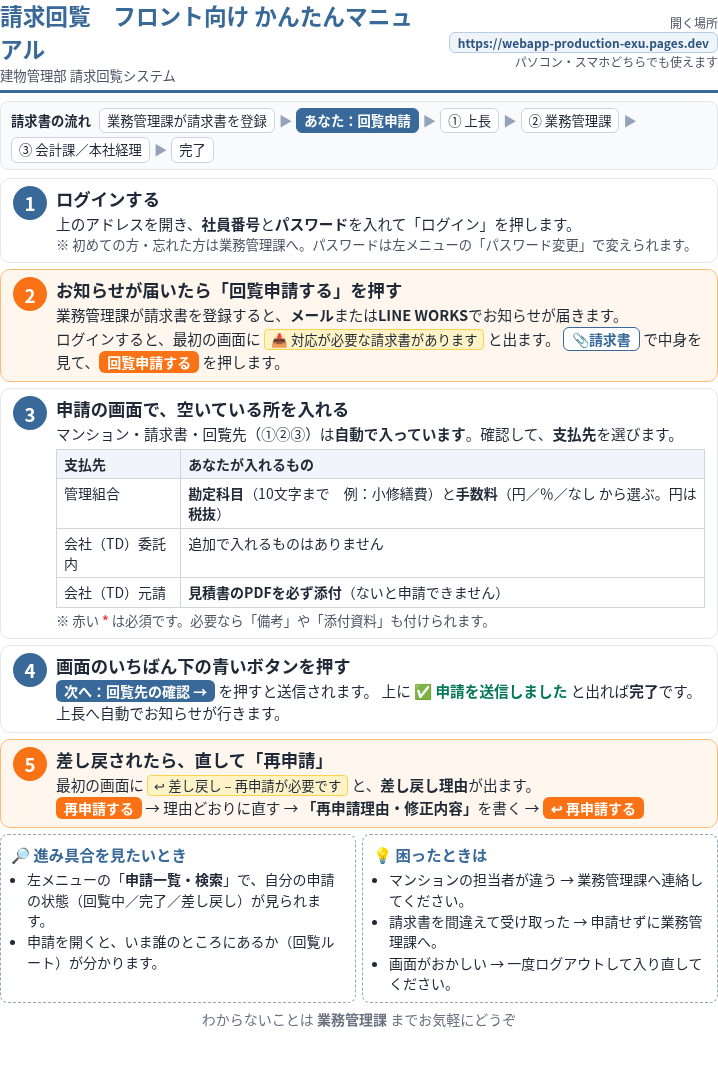 請求回覧　フロント向け かんたんマニュ
アル
建物管理部 請求回覧システム
開く場所
https://webapp-production-exu.pages.dev
パソコン・スマホどちらでも使えます
請求書の流れ 業務管理課が請求書を登録 ▶ あなた：回覧申請 ▶ ① 上長 ▶ ② 業務管理課 ▶
③ 会計課／本社経理 ▶ 完了
1 ログインする
上のアドレスを開き、社員番号とパスワードを入れて「ログイン」を押します。
※ 初めての方・忘れた方は業務管理課へ。パスワードは左メニューの「パスワード変更」で変えられます。
2 お知らせが届いたら「回覧申請する」を押す
業務管理課が請求書を登録すると、メールまたはLINE WORKSでお知らせが届きます。
ログインすると、最初の画面に 📥 対応が必要な請求書があります と出ます。 📎請求書 で中身を
見て、 回覧申請する を押します。
3 申請の画面で、空いている所を入れる
マンション・請求書・回覧先（①②③）は自動で入っています。確認して、支払先を選びます。
支払先 あなたが入れるもの
管理組合 勘定科目（10文字まで　例：小修繕費）と手数料（円／％／なし から選ぶ。円は
税抜）
会社（TD）委託 追加で入れるものはありません
内
会社（TD）元請 見積書のPDFを必ず添付（ないと申請できません）
※ 赤い * は必須です。必要なら「備考」や「添付資料」も付けられます。
4 画面のいちばん下の青いボタンを押す
次へ：回覧先の確認 → を押すと送信されます。 上に ✅ 申請を送信しました と出れば完了です。
上長へ自動でお知らせが行きます。
5 差し戻されたら、直して「再申請」
最初の画面に ↩ 差し戻し – 再申請が必要です と、差し戻し理由が出ます。
再申請する → 理由どおりに直す → 「再申請理由・修正内容」を書く → ↩ 再申請する
🔎 進み具合を見たいとき
• 左メニューの「申請一覧・検索」で、自分の申請
の状態（回覧中／完了／差し戻し）が見られま
す。
• 申請を開くと、いま誰のところにあるか（回覧ル
ート）が分かります。
💡 困ったときは
• マンションの担当者が違う → 業務管理課へ連絡し
てください。
• 請求書を間違えて受け取った → 申請せずに業務管
理課へ。
• 画面がおかしい → 一度ログアウトして入り直して
ください。
わからないことは 業務管理課 までお気軽にどうぞ